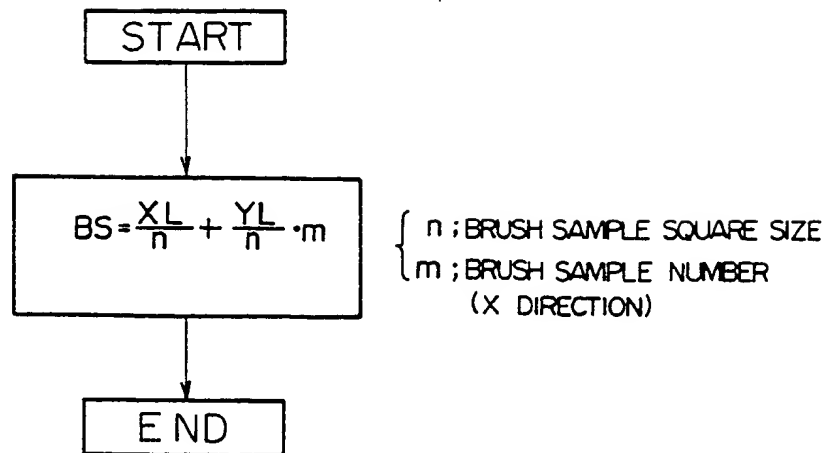 START
BS = XL/n + YL/n ·m
n ; BRUSH SAMPLE SQUARE SIZE
m ; BRUSH SAMPLE NUMBER
(X DIRECTION)
END